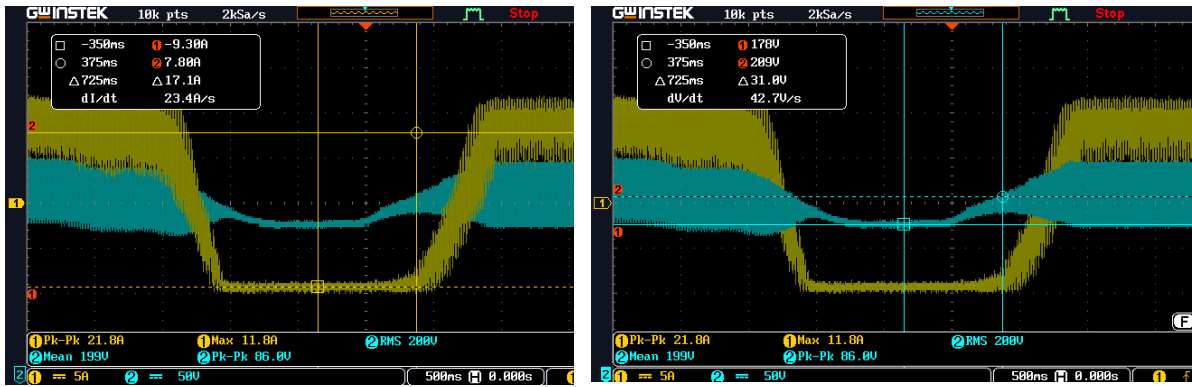 GWINSTEK 10k pts 2kSa/s Stop
-350ms 1 -9.30A
375ms 2 7.80A
△725ms △17.1A
dI/dt 23.4A/s
2
1
1
1 Pk-Pk 21.8A 1 Max 11.8A 2 RMS 200V
2 Mean 199V 2 Pk-Pk 86.0V
2 1 5A 2 50V 500ms H 0.000s
GWINSTEK 10k pts 2kSa/s Stop
-350ms 1 178V
375ms 2 209V
△725ms △31.0V
dV/dt 42.7V/s
2
1
1
F
1 Pk-Pk 21.8A 1 Max 11.8A 2 RMS 200V
2 Mean 199V 2 Pk-Pk 86.0V
2 1 5A 2 50V 500ms H 0.000s 1